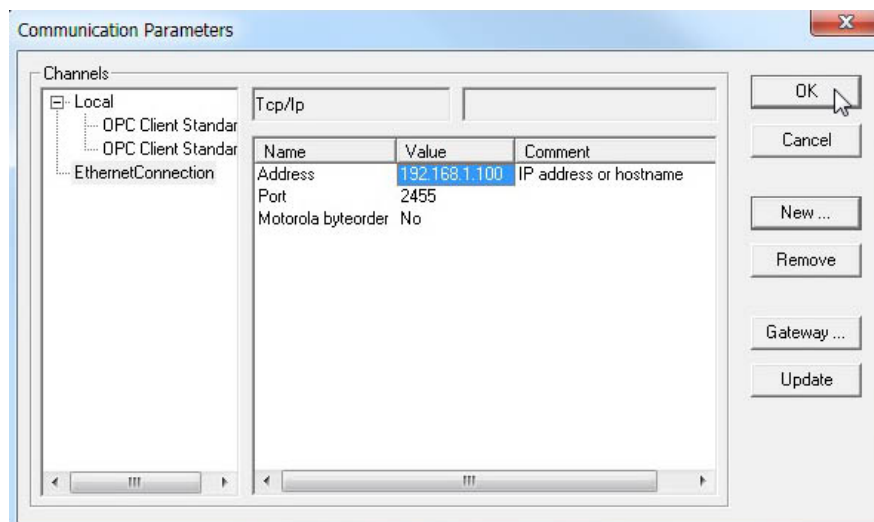 Communication Parameters
Channels
Local
OPC Client Standar
OPC Client Standar
EthernetConnection
Tcp/Ip
Name Value Comment
Address 192.168.1.100 IP address or hostname
Port 2455
Motorola byteorder No
OK
Cancel
New ...
Remove
Gateway ...
Update